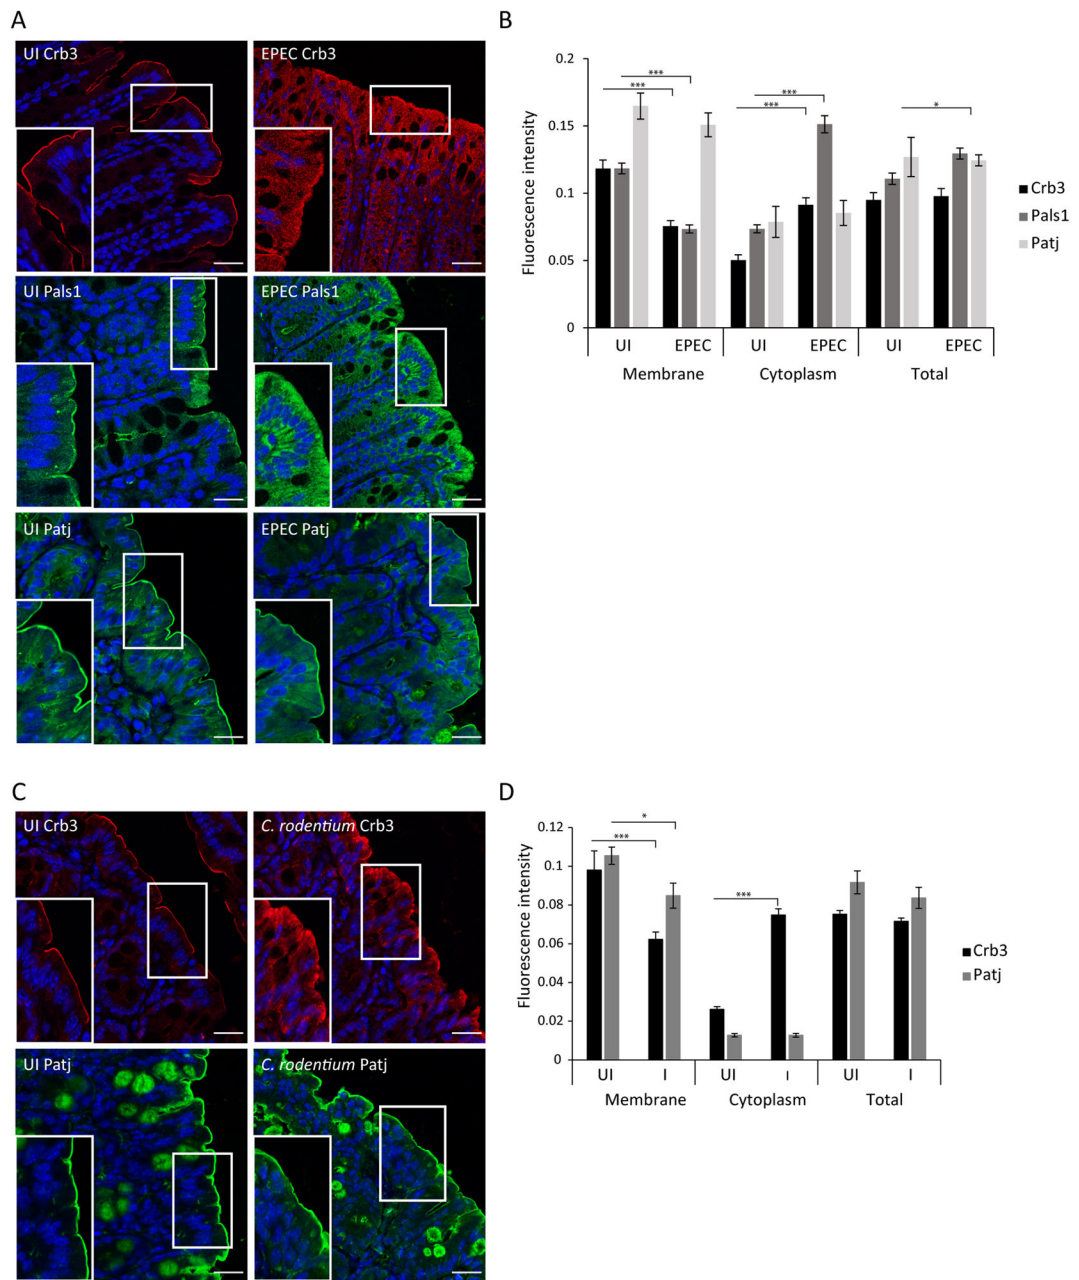 A
UI Crb3
EPEC Crb3
UI Pals1
EPEC Pals1
UI Patj
EPEC Patj
B
Fluorescence intensity
0.2
0.15
0.1
0.05
0
***
***
***
***
*
UI
EPEC
UI
EPEC
UI
EPEC
Membrane
Cytoplasm
Total
Crb3
Pals1
Patj
C
UI Crb3
C. rodentium Crb3
UI Patj
C. rodentium Patj
D
Fluorescence intensity
0.12
0.1
0.08
0.06
0.04
0.02
0
***
*
***
UI
I
UI
I
UI
I
Membrane
Cytoplasm
Total
Crb3
Patj